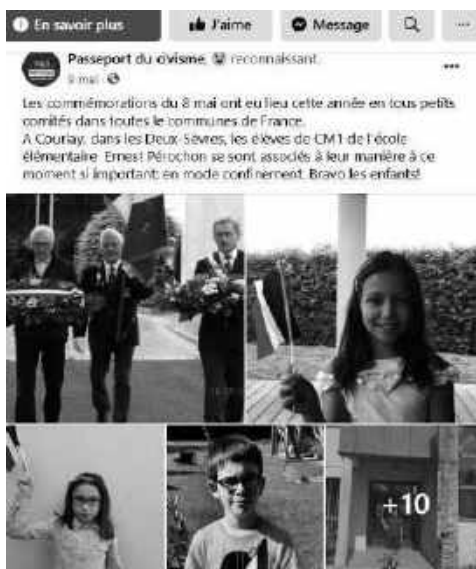 En savoir plus
J'aime
Message
Passeport du civisme reconnaissant.
9 mai
Les commémorations du 8 mai ont eu lieu cette année en tous petits
comités dans toutes le communes de France.
A Courlay, dans les Deux-Sèvres, les élèves de CM1 de l'école
élémentaire Ernest Pérochon se sont associés à leur manière à ce
moment si important: en mode confinement. Bravo les enfants!
+10